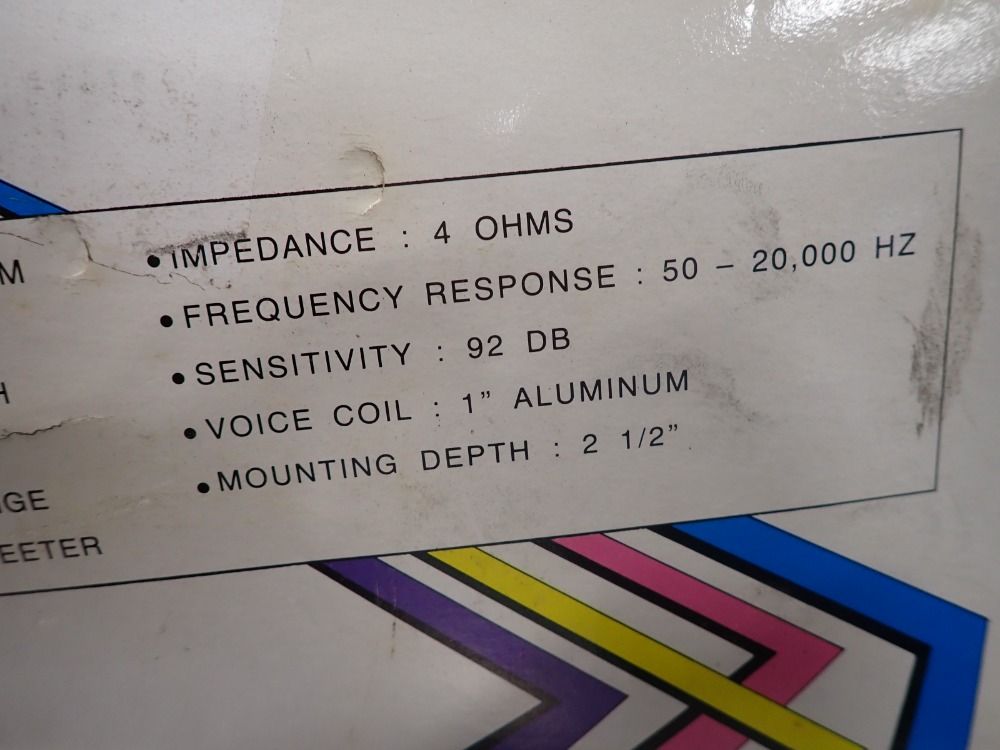 M
• IMPEDANCE : 4 OHMS
• FREQUENCY RESPONSE : 50 – 20,000 HZ
H
• SENSITIVITY : 92 DB
• VOICE COIL : 1” ALUMINUM
GE
• MOUNTING DEPTH : 2 1/2”
EETER